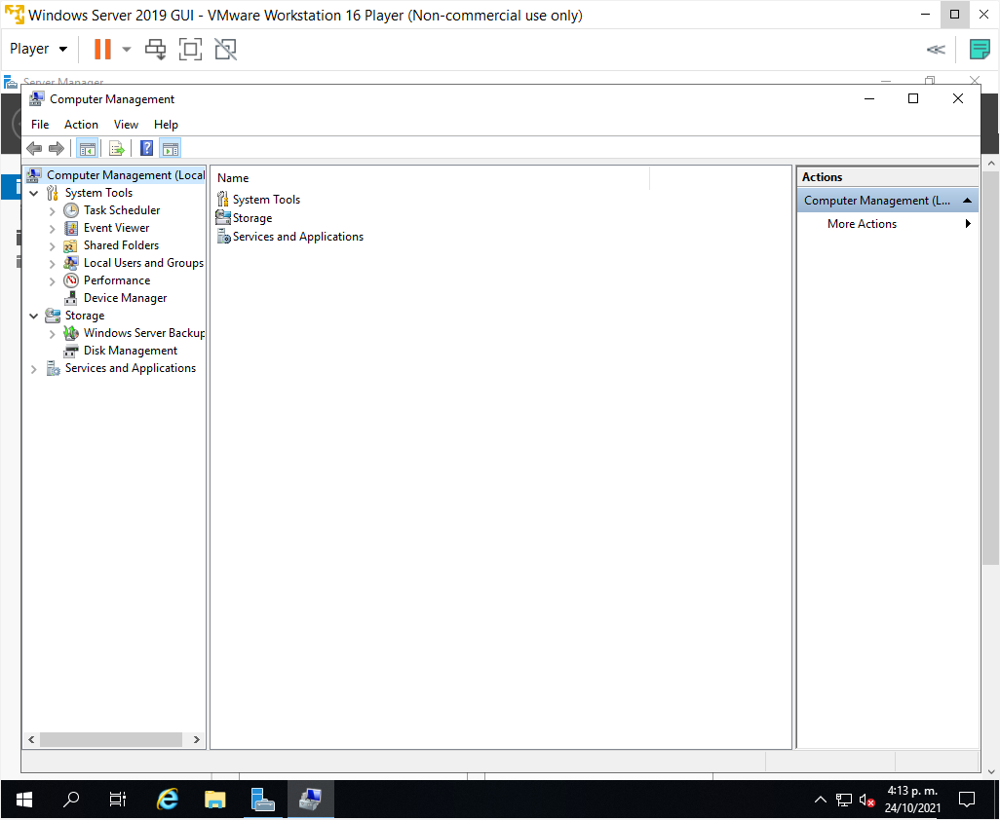 Windows Server 2019 GUI - VMware Workstation 16 Player (Non-commercial use only)
Player
Server Manager
Computer Management
File Action View Help
Computer Management (Local
System Tools
Task Scheduler
Event Viewer
Shared Folders
Local Users and Groups
Performance
Device Manager
Storage
Windows Server Backup
Disk Management
Services and Applications
Name
System Tools
Storage
Services and Applications
Actions
Computer Management (L...
More Actions
4:13 p. m.
24/10/2021